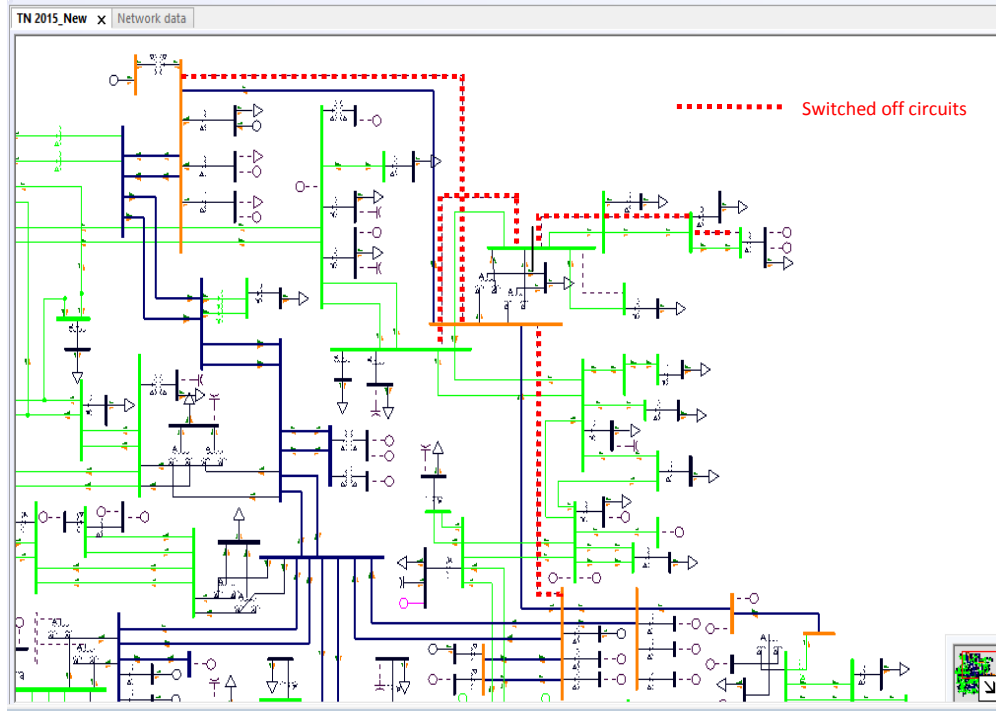 TN 2015_New x Network data
Switched off circuits